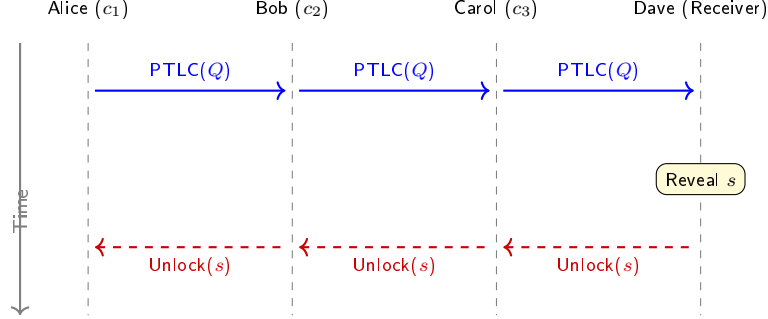 Alice (c₁) Bob (c₂) Carol (c₃) Dave (Receiver)
PTLC(Q) PTLC(Q) PTLC(Q)
Reveal s
Time
Unlock(s) Unlock(s) Unlock(s)